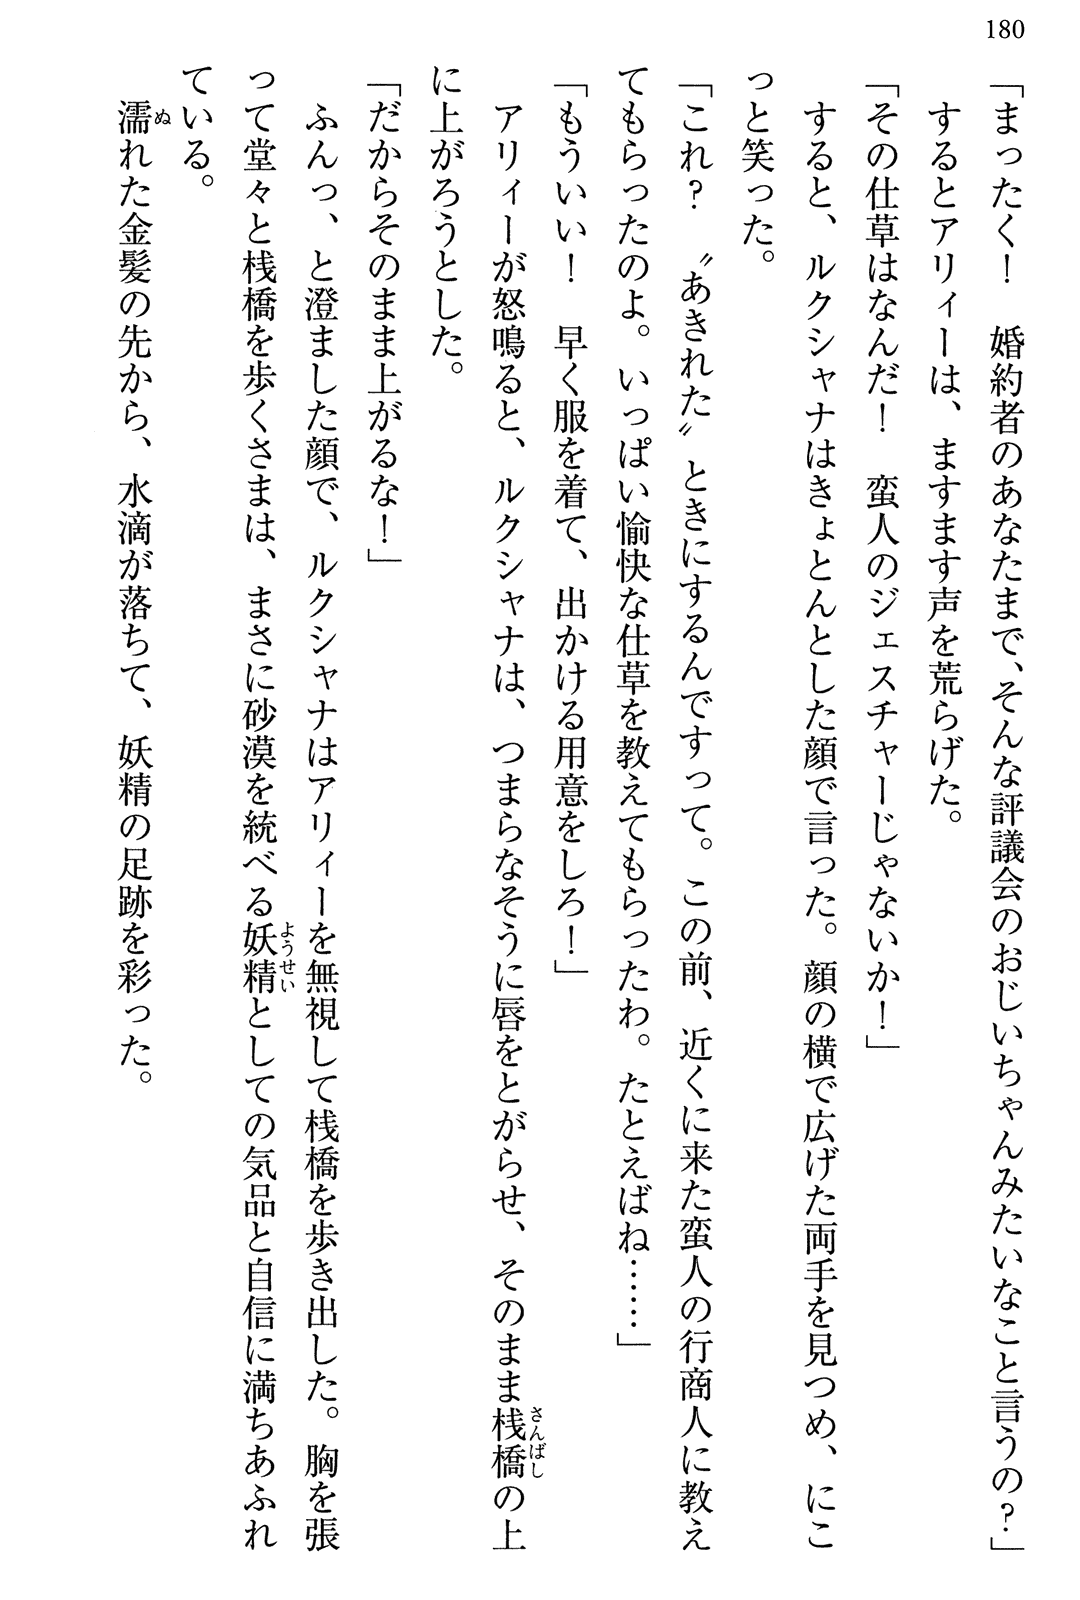 180
「まったく！　婚約者のあなたまで、そんな評議会のおじいちゃんみたいなこと言うの？」
　するとアリィーは、ますます声を荒らげた。
「その仕草はなんだ！　蛮人のジェスチャーじゃないか！」
　すると、ルクシャナはきょとんとした顔で言った。顔の横で広げた両手を見つめ、にこ
っと笑った。
「これ？　〝あきれた〟ときにするんですって。この前、近くに来た蛮人の行商人に教え
てもらったのよ。いっぱい愉快な仕草を教えてもらったわ。たとえばね……」
「もういい！　早く服を着て、出かける用意をしろ！」
　アリィーが怒鳴ると、ルクシャナは、つまらなそうに唇をとがらせ、そのまま桟橋の上
さんばし
に上がろうとした。
「だからそのまま上がるな！」
　ふんっ、と澄ました顔で、ルクシャナはアリィーを無視して桟橋を歩き出した。胸を張
って堂々と桟橋を歩くさまは、まさに砂漠を統べる妖精としての気品と自信に満ちあふれ
ようせい
ている。
　濡れた金髪の先から、水滴が落ちて、妖精の足跡を彩った。
ぬ